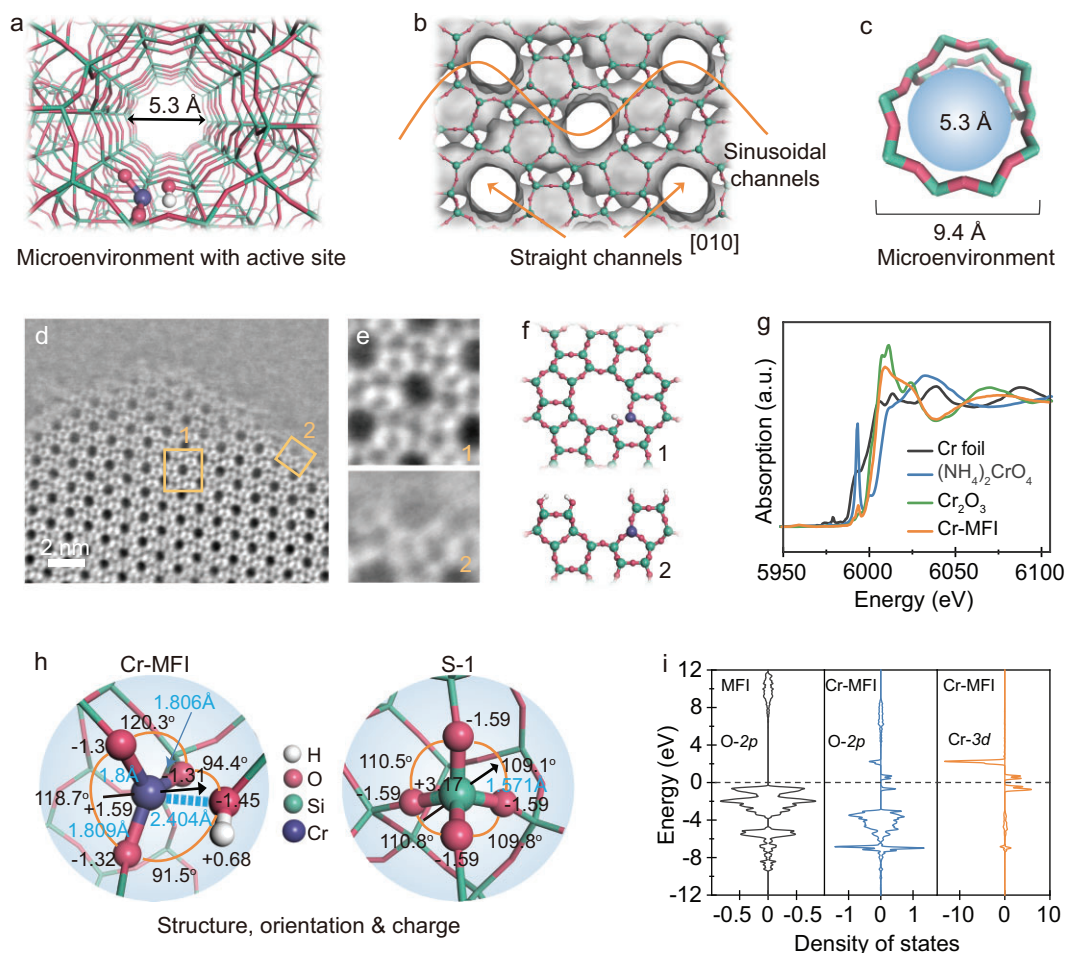 a
5.3 Å
Microenvironment with active site
b
Sinusoidal
channels
[010]
Straight channels
c
5.3 Å
9.4 Å
Microenvironment
d
1
2
2 nm
e
1
2
f
1
2
g
Absorption (a.u.)
Cr foil
(NH₄)₂CrO₄
Cr₂O₃
Cr-MFI
5950 6000 6050 6100
Energy (eV)
h
Cr-MFI
1.806Å
120.3°
-1.3
94.4°
1.8Å
-1.31
118.7°
+1.59
-1.45
1.809Å
2.404Å
-1.32
+0.68
91.5°
H
O
Si
Cr
S-1
-1.59
110.5°
109.1°
+3.17
1.571Å
-1.59
-1.59
110.8°
109.8°
-1.59
Structure, orientation & charge
i
12
8
4
0
-4
-8
-12
Energy (eV)
MFI
O-2p
Cr-MFI
O-2p
Cr-MFI
Cr-3d
-0.5 0 -0.5
-1 0 1
-10 0 10
Density of states